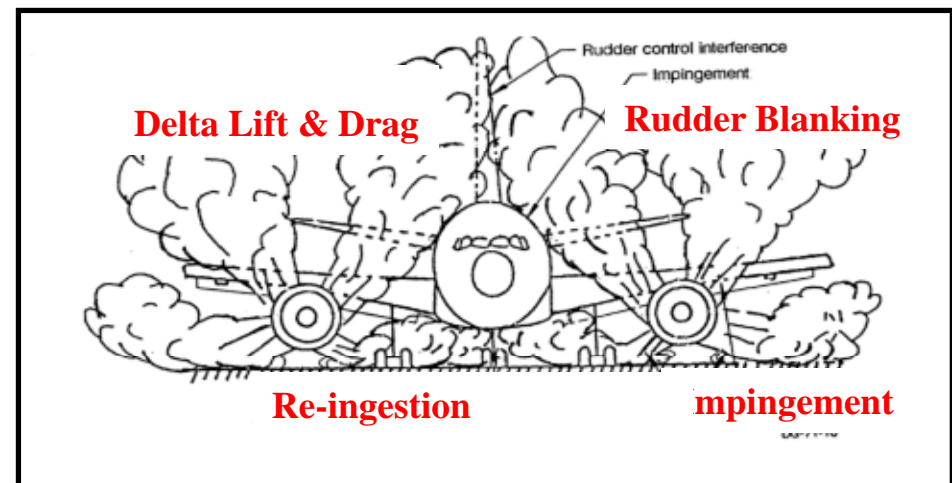 Rudder control interference
Impingement
Delta Lift & Drag
Rudder Blanking
Re-ingestion
mpingement